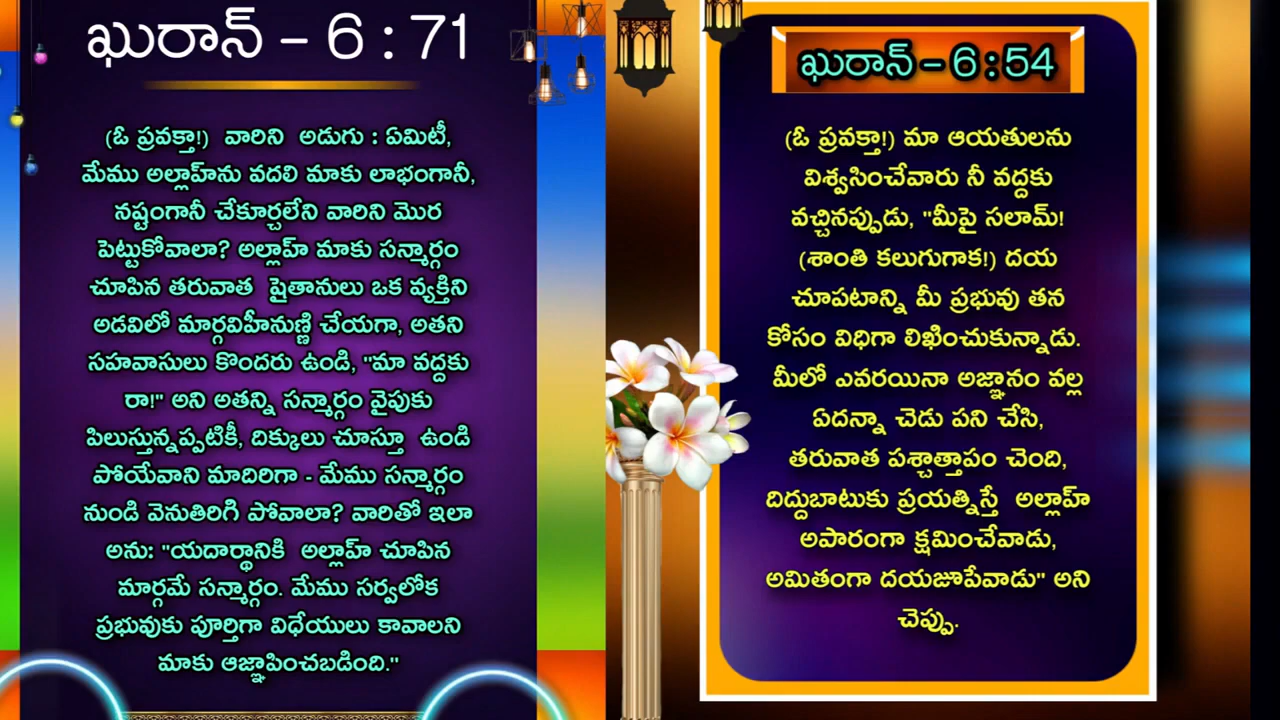 ఖురాన్ - 6 : 71
(ఓ ప్రవక్తా!) వారిని అడుగు : ఏమిటీ,
మేము అల్లాహ్‌ను వదలి మాకు లాభంగానీ,
నష్టంగానీ చేకూర్చలేని వారిని మొర
పెట్టుకోవాలా? అల్లాహ్ మాకు సన్మార్గం
చూపిన తరువాత షైతానులు ఒక వ్యక్తిని
అడవిలో మార్గవిహీనుణ్ణి చేయగా, అతని
సహవాసులు కొందరు ఉండి, "మా వద్దకు
రా!" అని అతన్ని సన్మార్గం వైపుకు
పిలుస్తున్నప్పటికీ, దిక్కులు చూస్తూ ఉండి
పోయేవాని మాదిరిగా - మేము సన్మార్గం
నుండి వెనుతిరిగి పోవాలా? వారితో ఇలా
అను: "యదార్థానికి అల్లాహ్ చూపిన
మార్గమే సన్మార్గం. మేము సర్వలోక
ప్రభువుకు పూర్తిగా విధేయులు కావాలని
మాకు ఆజ్ఞాపించబడింది."
ఖురాన్ - 6 : 54
(ఓ ప్రవక్తా!) మా ఆయతులను
విశ్వసించేవారు నీ వద్దకు
వచ్చినప్పుడు, "మీపై సలామ్!
(శాంతి కలుగుగాక!) దయ
చూపటాన్ని మీ ప్రభువు తన
కోసం విధిగా లిఖించుకున్నాడు.
మీలో ఎవరయినా అజ్ఞానం వల్ల
ఏదన్నా చెడు పని చేసి,
తరువాత పశ్చాత్తాపం చెంది,
దిద్దుబాటుకు ప్రయత్నిస్తే అల్లాహ్
అపారంగా క్షమించేవాడు,
అమితంగా దయజూపేవాడు" అని
చెప్పు.